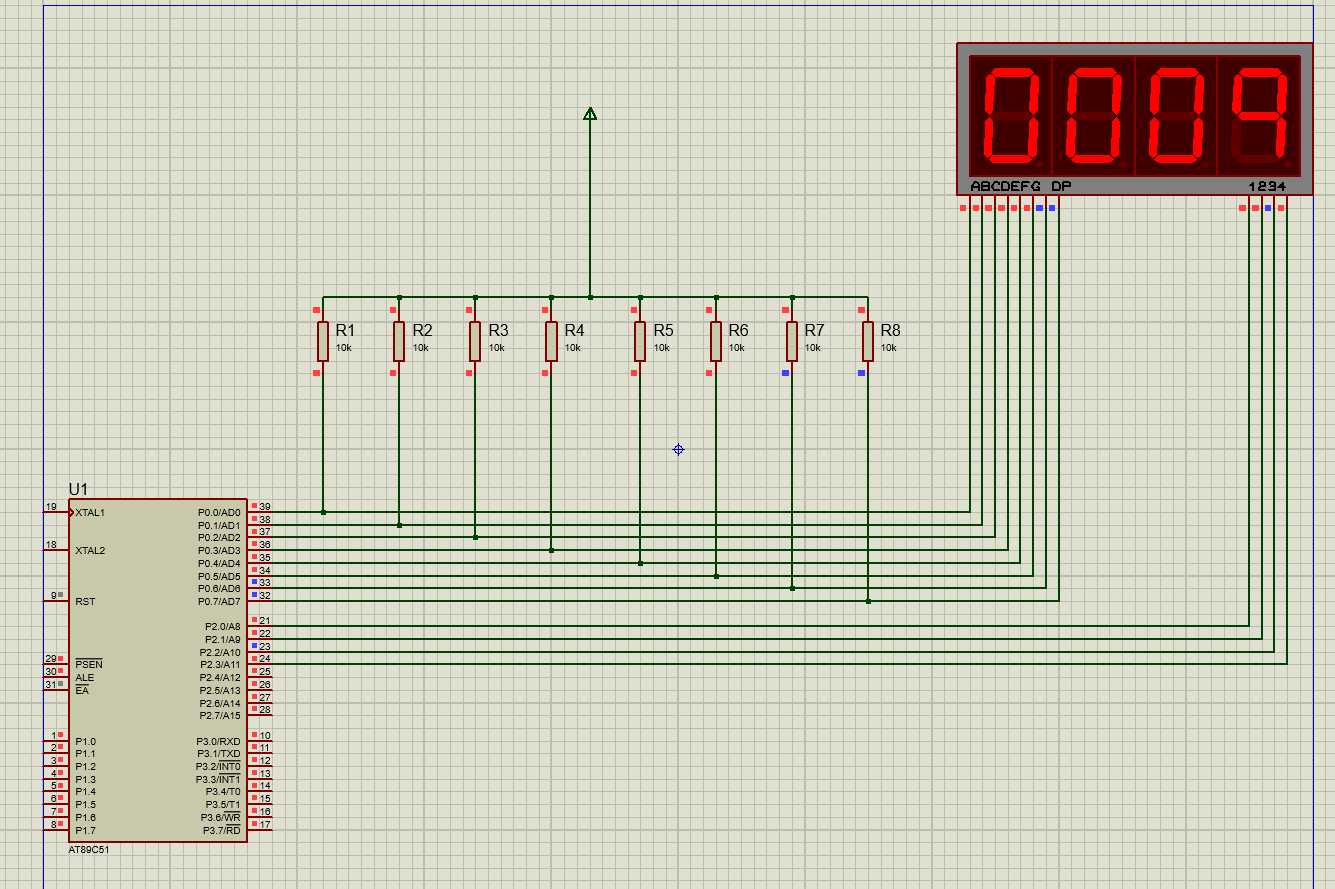 0009
ABCDEFG DP 1234
R1
10k
R2
10k
R3
10k
R4
10k
R5
10k
R6
10k
R7
10k
R8
10k
U1
19 XTAL1
18 XTAL2
9 RST
29 PSEN
30 ALE
31 EA
1 P1.0
2 P1.1
3 P1.2
4 P1.3
5 P1.4
6 P1.5
7 P1.6
8 P1.7
P0.0/AD0 39
P0.1/AD1 38
P0.2/AD2 37
P0.3/AD3 36
P0.4/AD4 35
P0.5/AD5 34
P0.6/AD6 33
P0.7/AD7 32
P2.0/A8 21
P2.1/A9 22
P2.2/A10 23
P2.3/A11 24
P2.4/A12 25
P2.5/A13 26
P2.6/A14 27
P2.7/A15 28
P3.0/RXD 10
P3.1/TXD 11
P3.2/INT0 12
P3.3/INT1 13
P3.4/T0 14
P3.5/T1 15
P3.6/WR 16
P3.7/RD 17
AT89C51